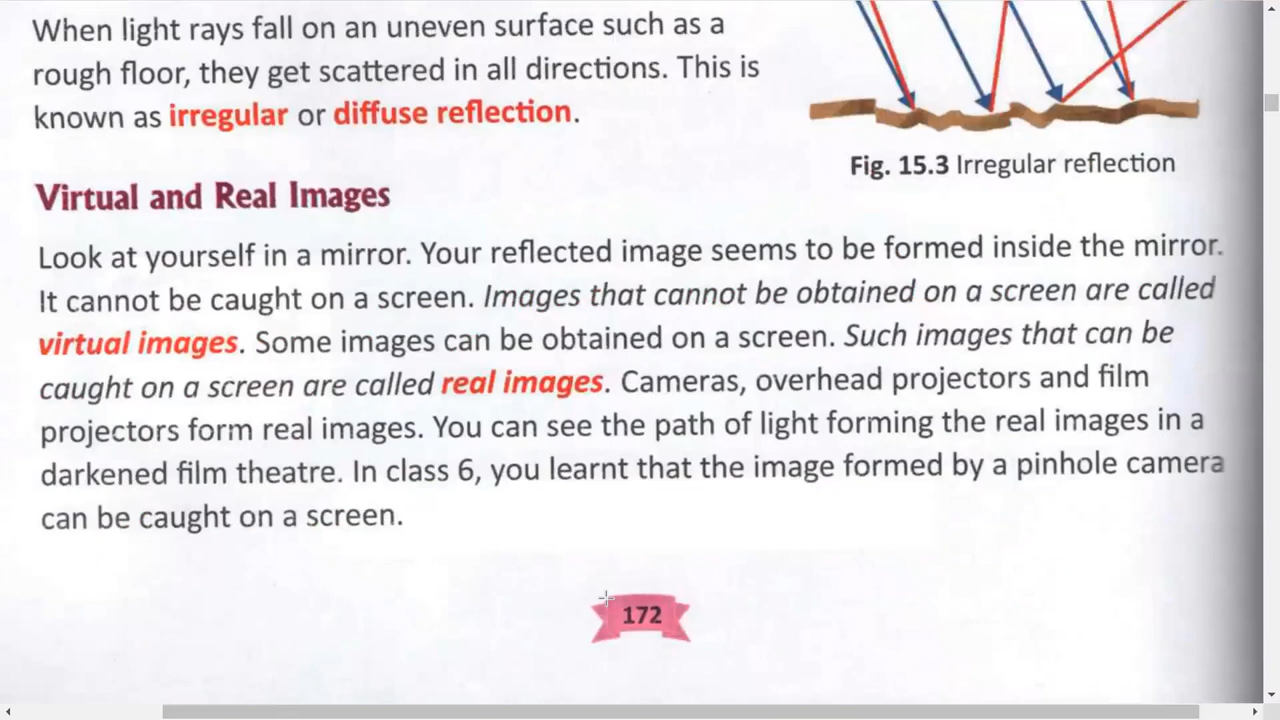 When light rays fall on an uneven surface such as a
rough floor, they get scattered in all directions. This is
known as irregular or diffuse reflection.
Fig. 15.3 Irregular reflection
Virtual and Real Images
Look at yourself in a mirror. Your reflected image seems to be formed inside the mirror.
It cannot be caught on a screen. Images that cannot be obtained on a screen are called
virtual images. Some images can be obtained on a screen. Such images that can be
caught on a screen are called real images. Cameras, overhead projectors and film
projectors form real images. You can see the path of light forming the real images in a
darkened film theatre. In class 6, you learnt that the image formed by a pinhole camera
can be caught on a screen.
172